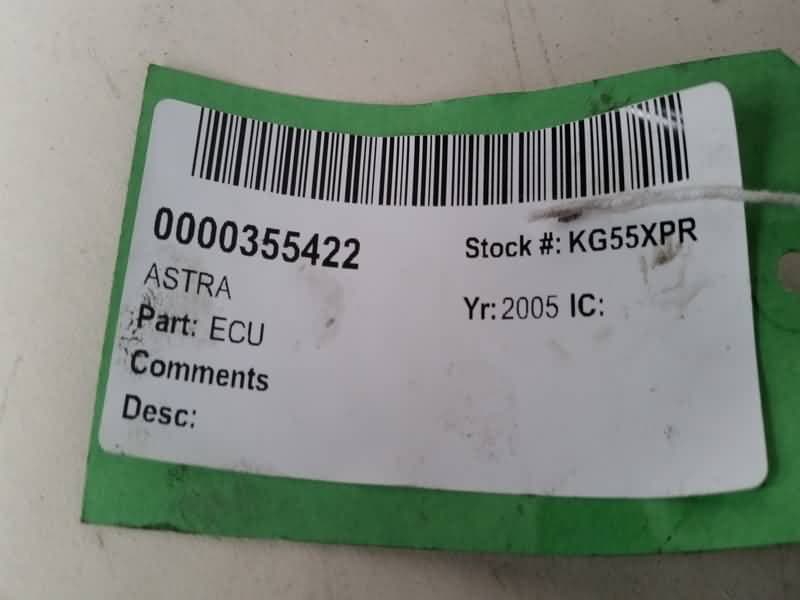 0000355422
Stock #: KG55XPR
ASTRA
Yr: 2005 IC:
Part: ECU
Comments
Desc: